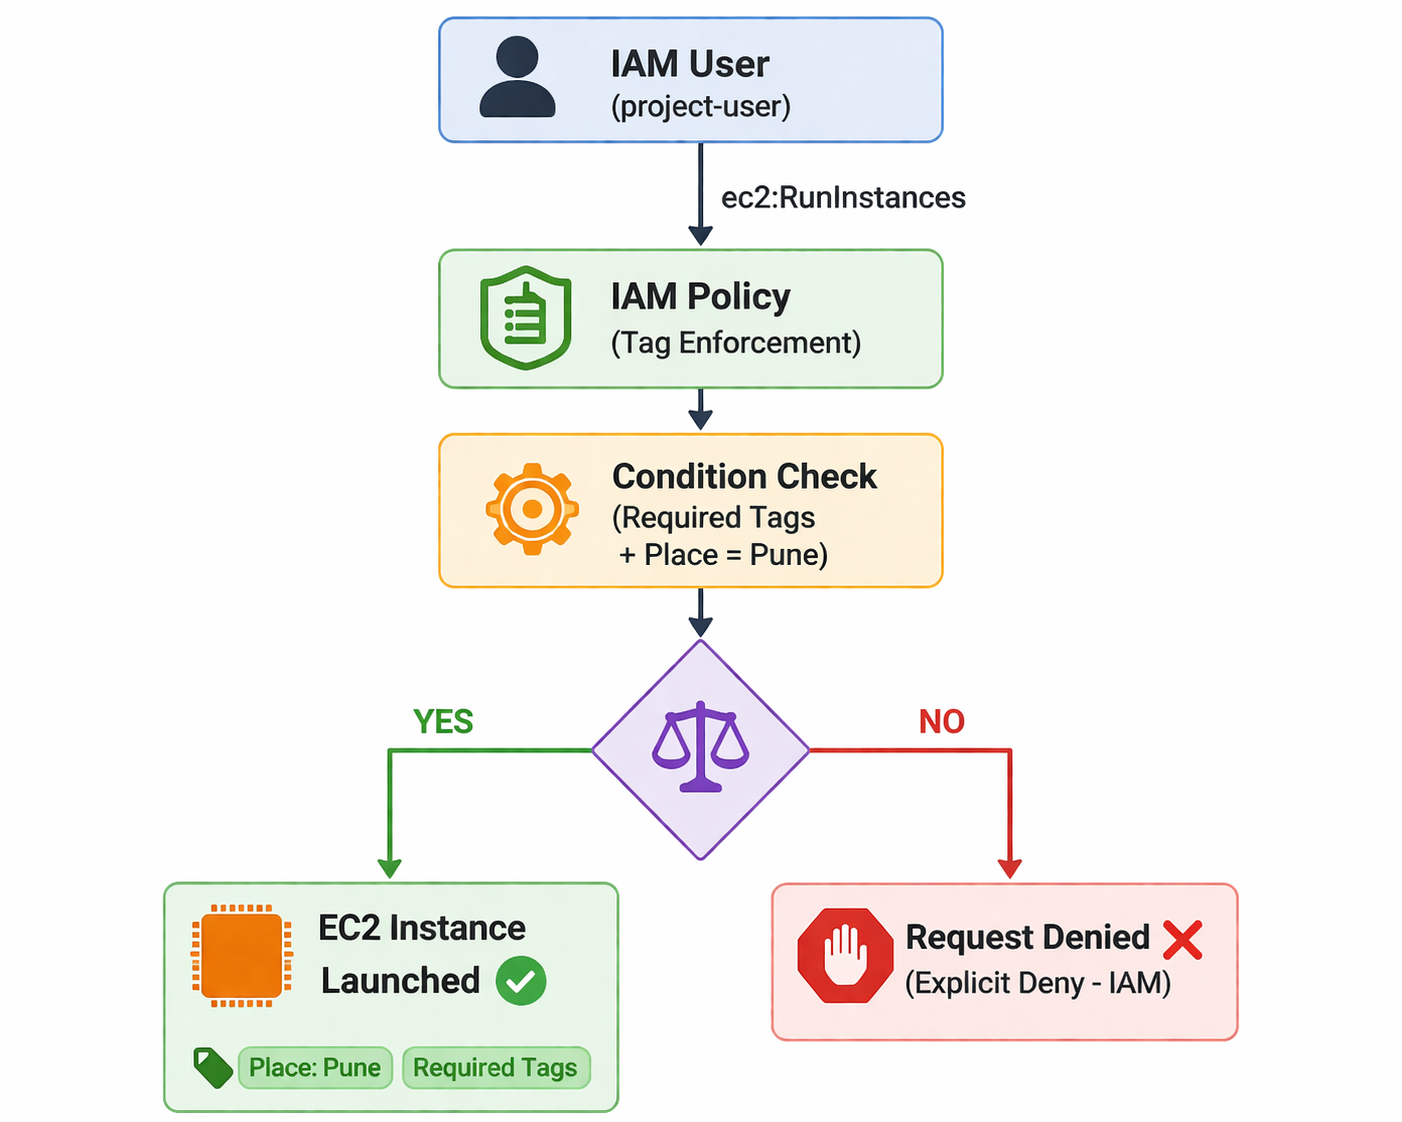 IAM User
(project-user)
ec2:RunInstances
IAM Policy
(Tag Enforcement)
Condition Check
(Required Tags
+ Place = Pune)
YES
NO
EC2 Instance
Launched
Place: Pune
Required Tags
Request Denied
(Explicit Deny - IAM)